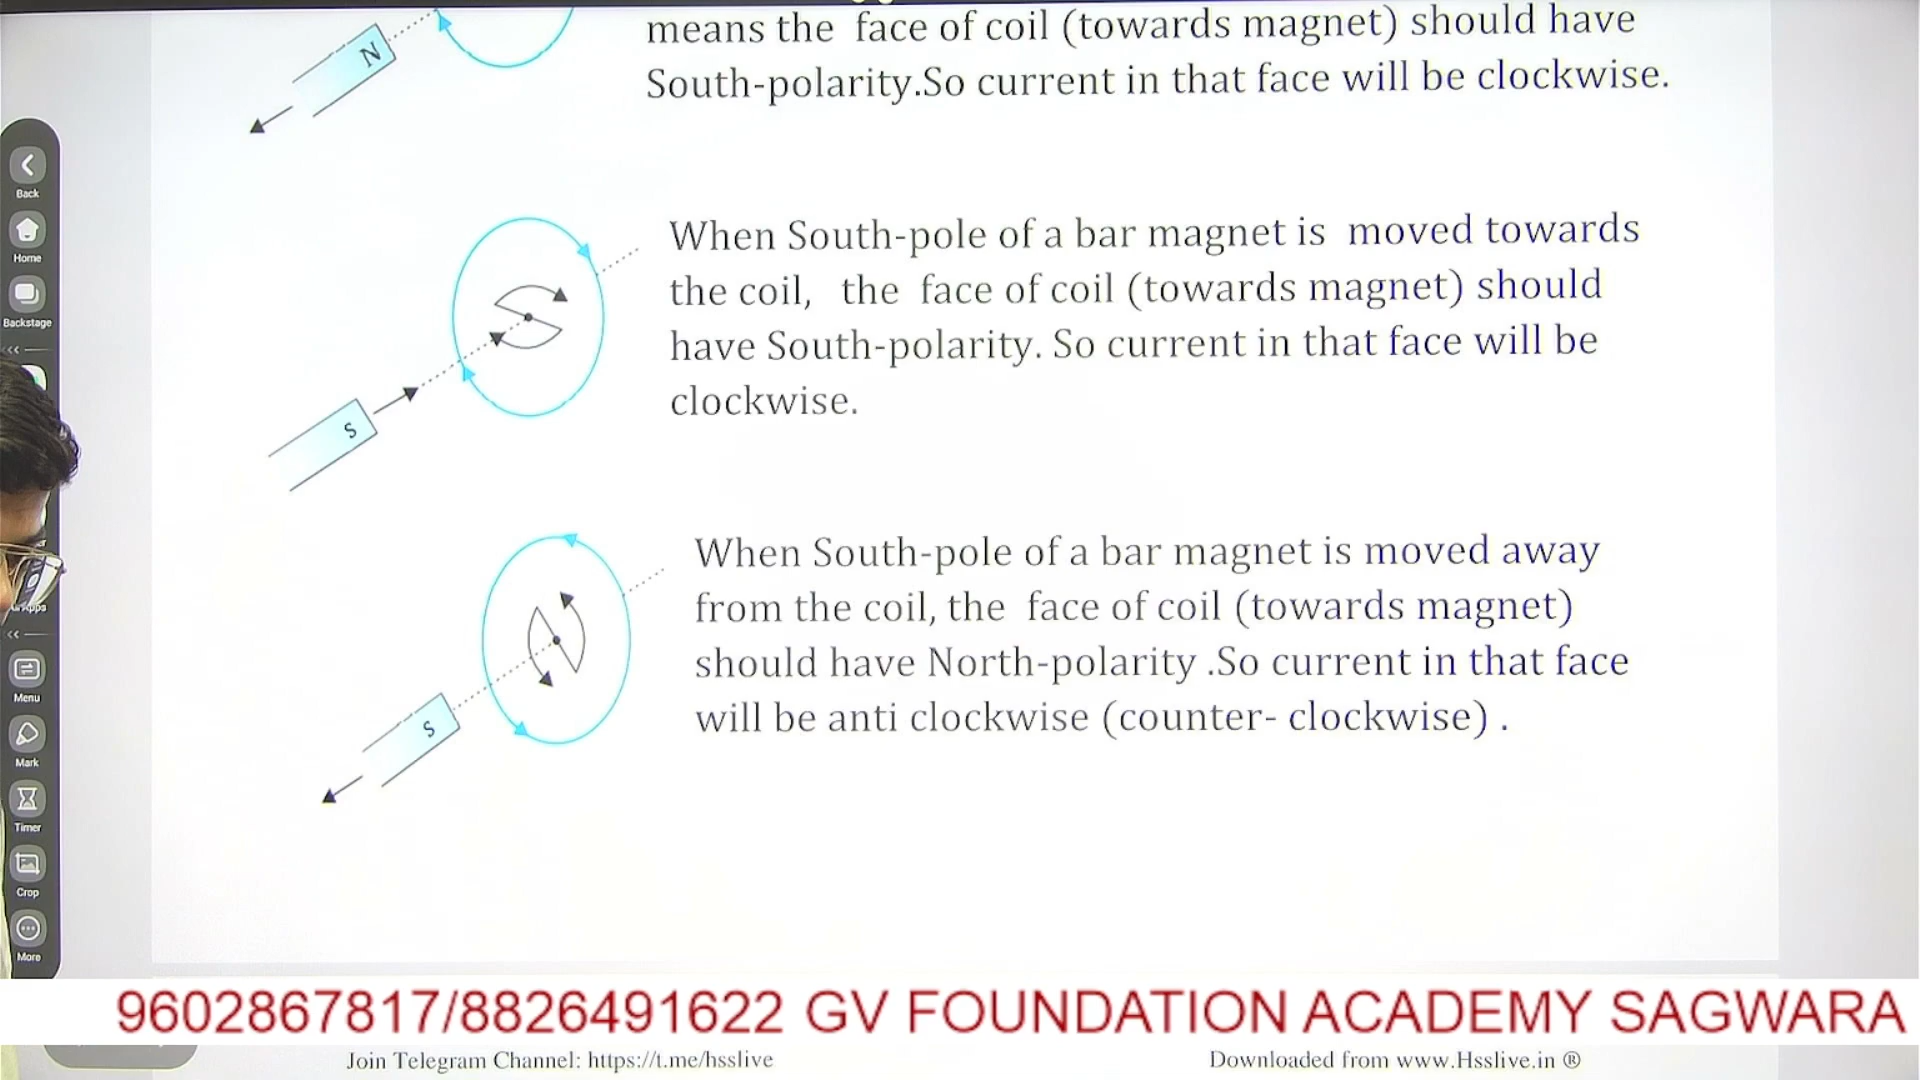 N
means the face of coil (towards magnet) should have
South-polarity.So current in that face will be clockwise.
Back
Home
Backstage
When South-pole of a bar magnet is moved towards
the coil, the face of coil (towards magnet) should
have South-polarity. So current in that face will be
clockwise.
S
When South-pole of a bar magnet is moved away
from the coil, the face of coil (towards magnet)
should have North-polarity .So current in that face
will be anti clockwise (counter- clockwise) .
S
Menu
Mark
Timer
Crop
More
9602867817/8826491622 GV FOUNDATION ACADEMY SAGWARA
Join Telegram Channel: https://t.me/hsslive
Downloaded from www.Hsslive.in ®